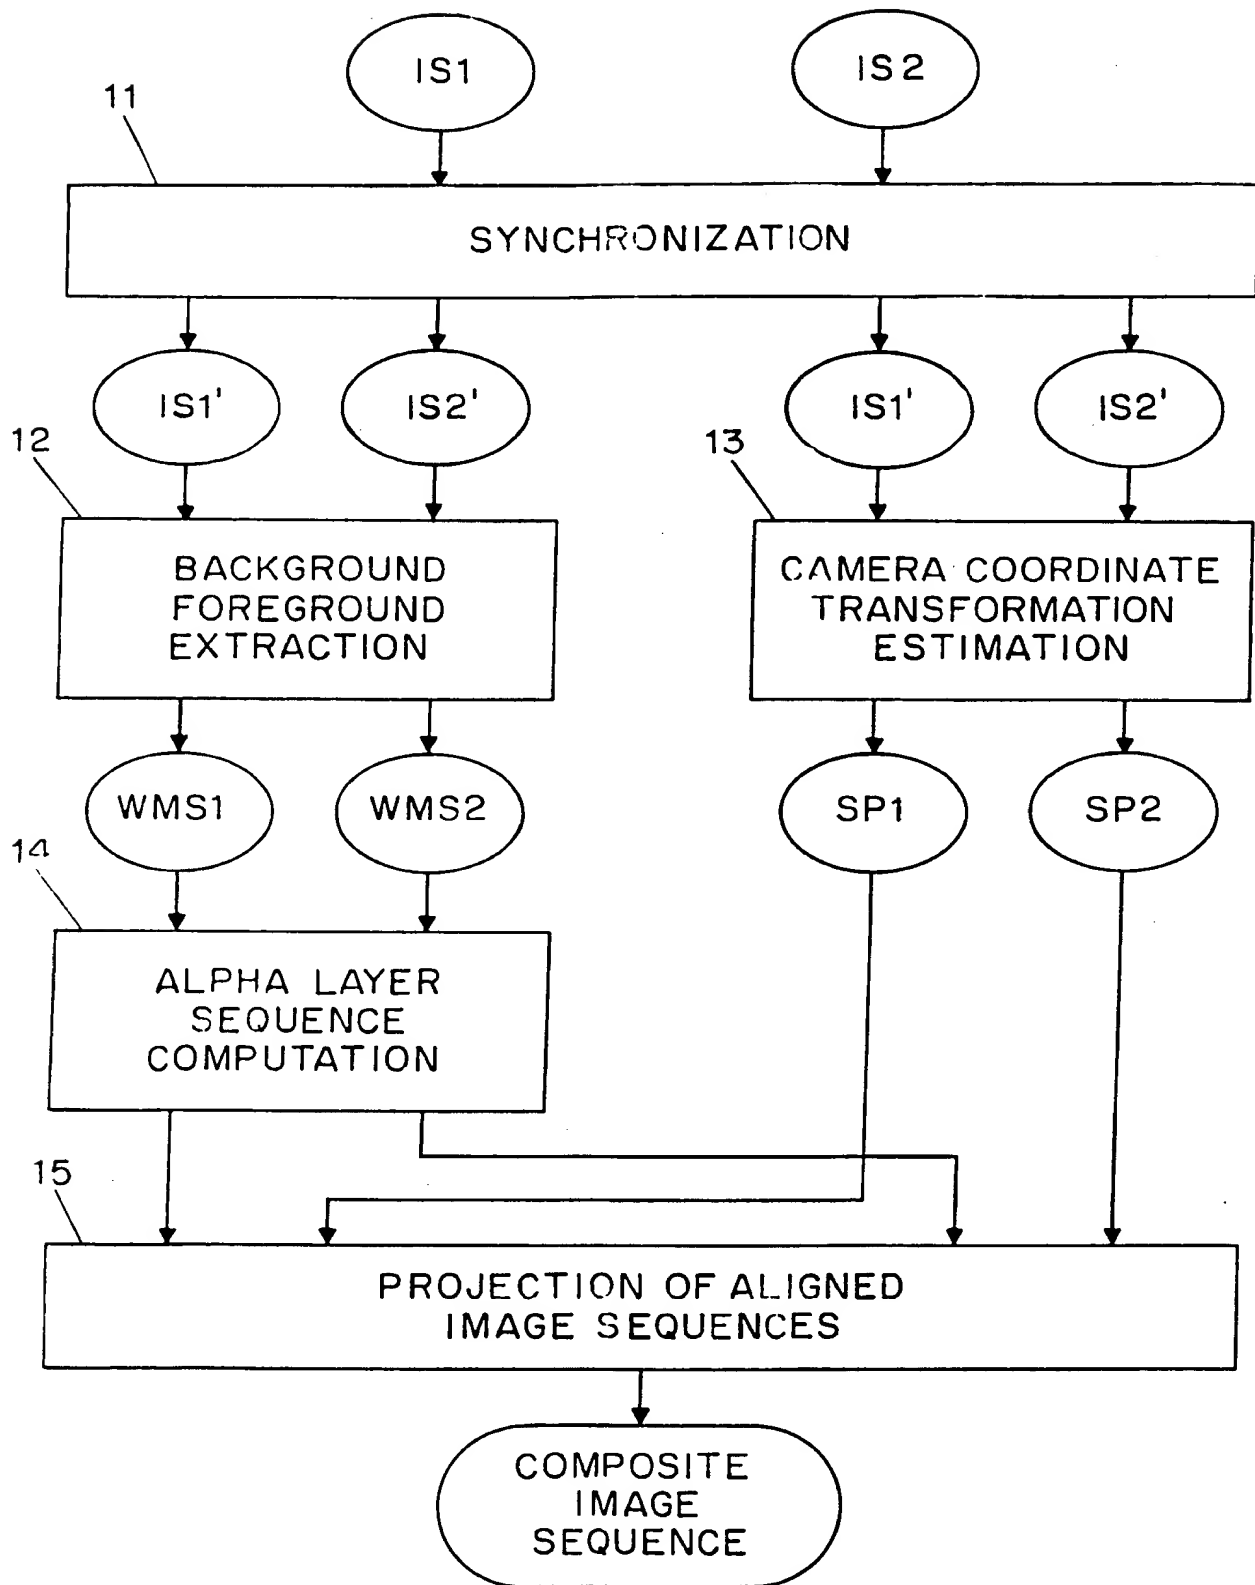 IS1
IS2
11
SYNCHRONIZATION
IS1'
IS2'
IS1'
IS2'
12
13
BACKGROUND
FOREGROUND
EXTRACTION
CAMERA COORDINATE
TRANSFORMATION
ESTIMATION
WMS1
WMS2
SP1
SP2
14
ALPHA LAYER
SEQUENCE
COMPUTATION
15
PROJECTION OF ALIGNED
IMAGE SEQUENCES
COMPOSITE
IMAGE
SEQUENCE